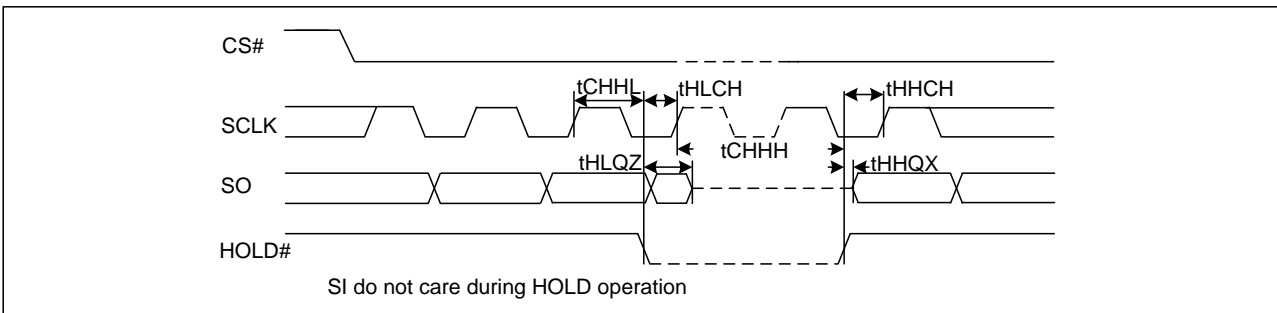 CS#
tCHHL
tHLCH
tHHCH
SCLK
tCHHH
tHLQZ
tHHQX
SO
HOLD#
SI do not care during HOLD operation